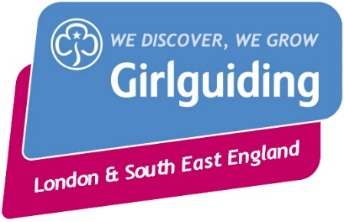 WE DISCOVER, WE GROW
Girlguiding
London & South East England